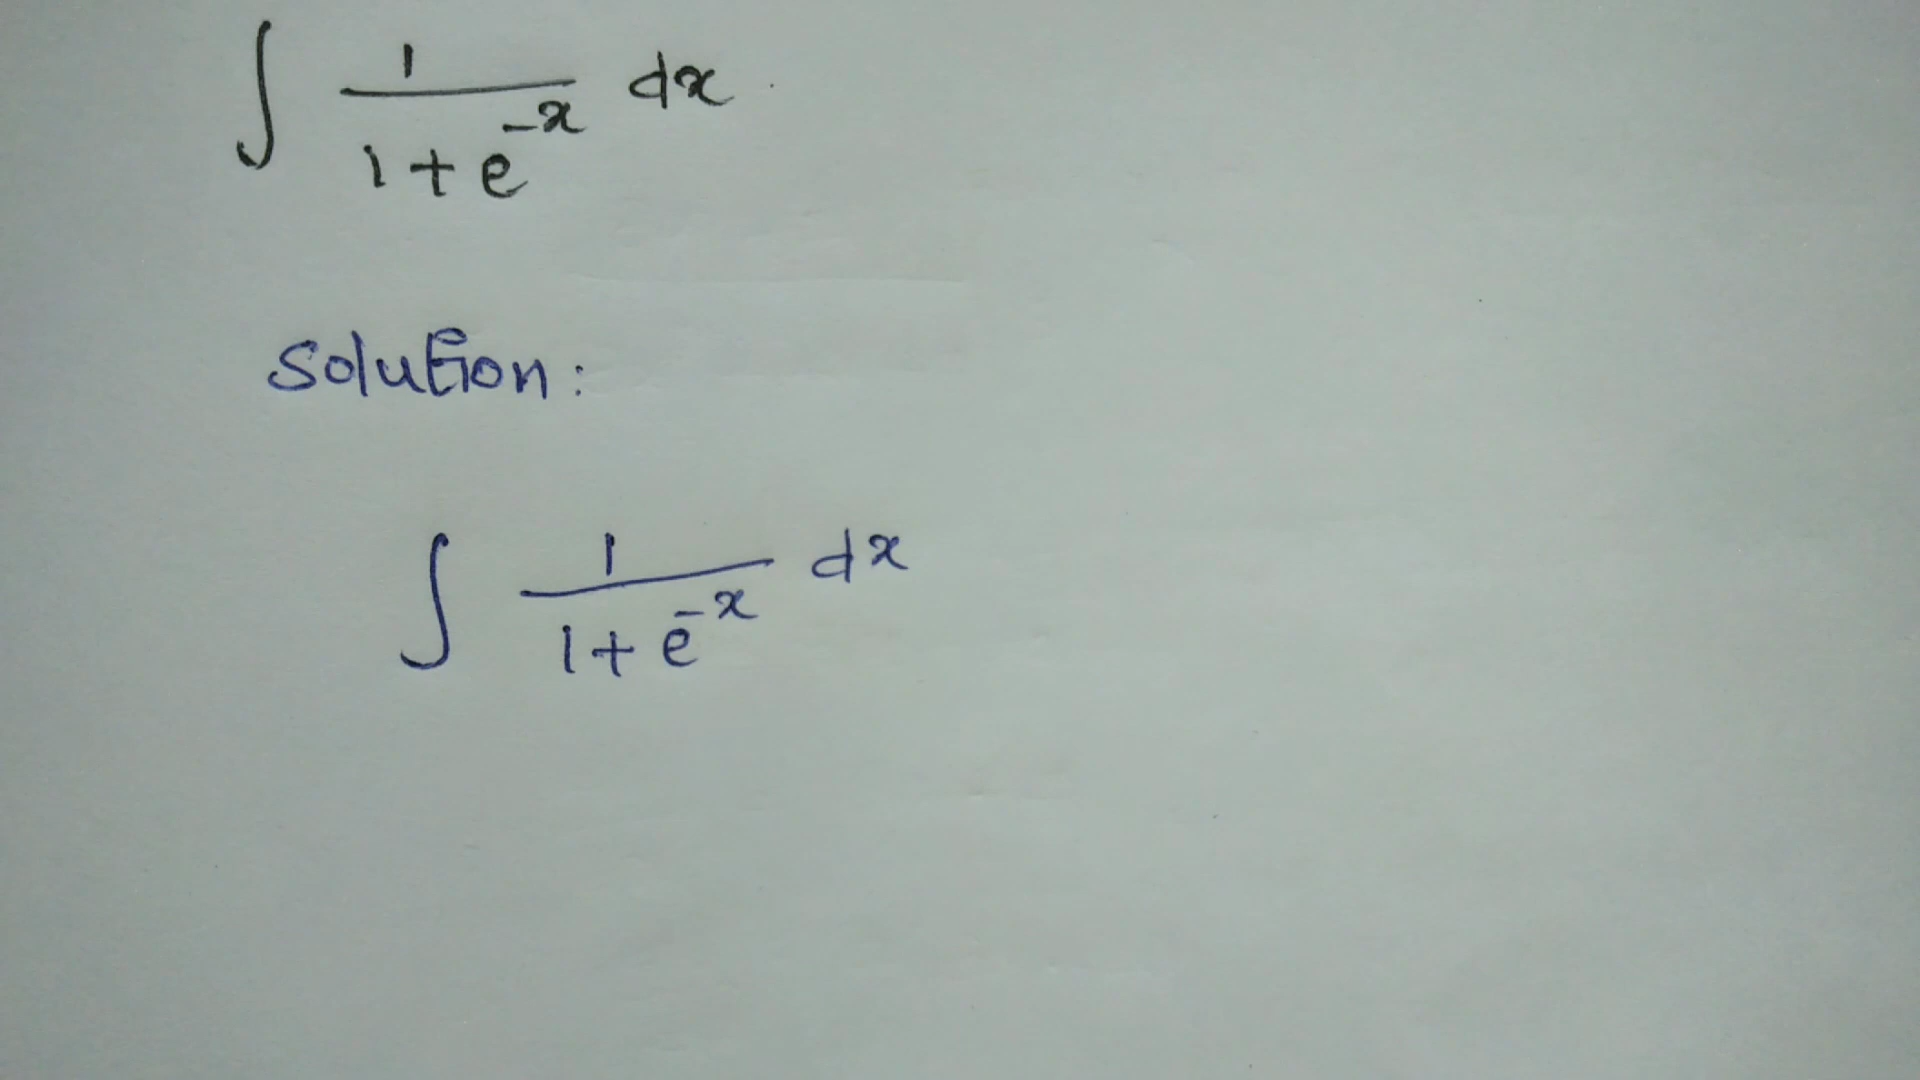 ∫ 1/(1+e^{-x}) dx
Solution:
∫ 1/(1+e^{-x}) dx